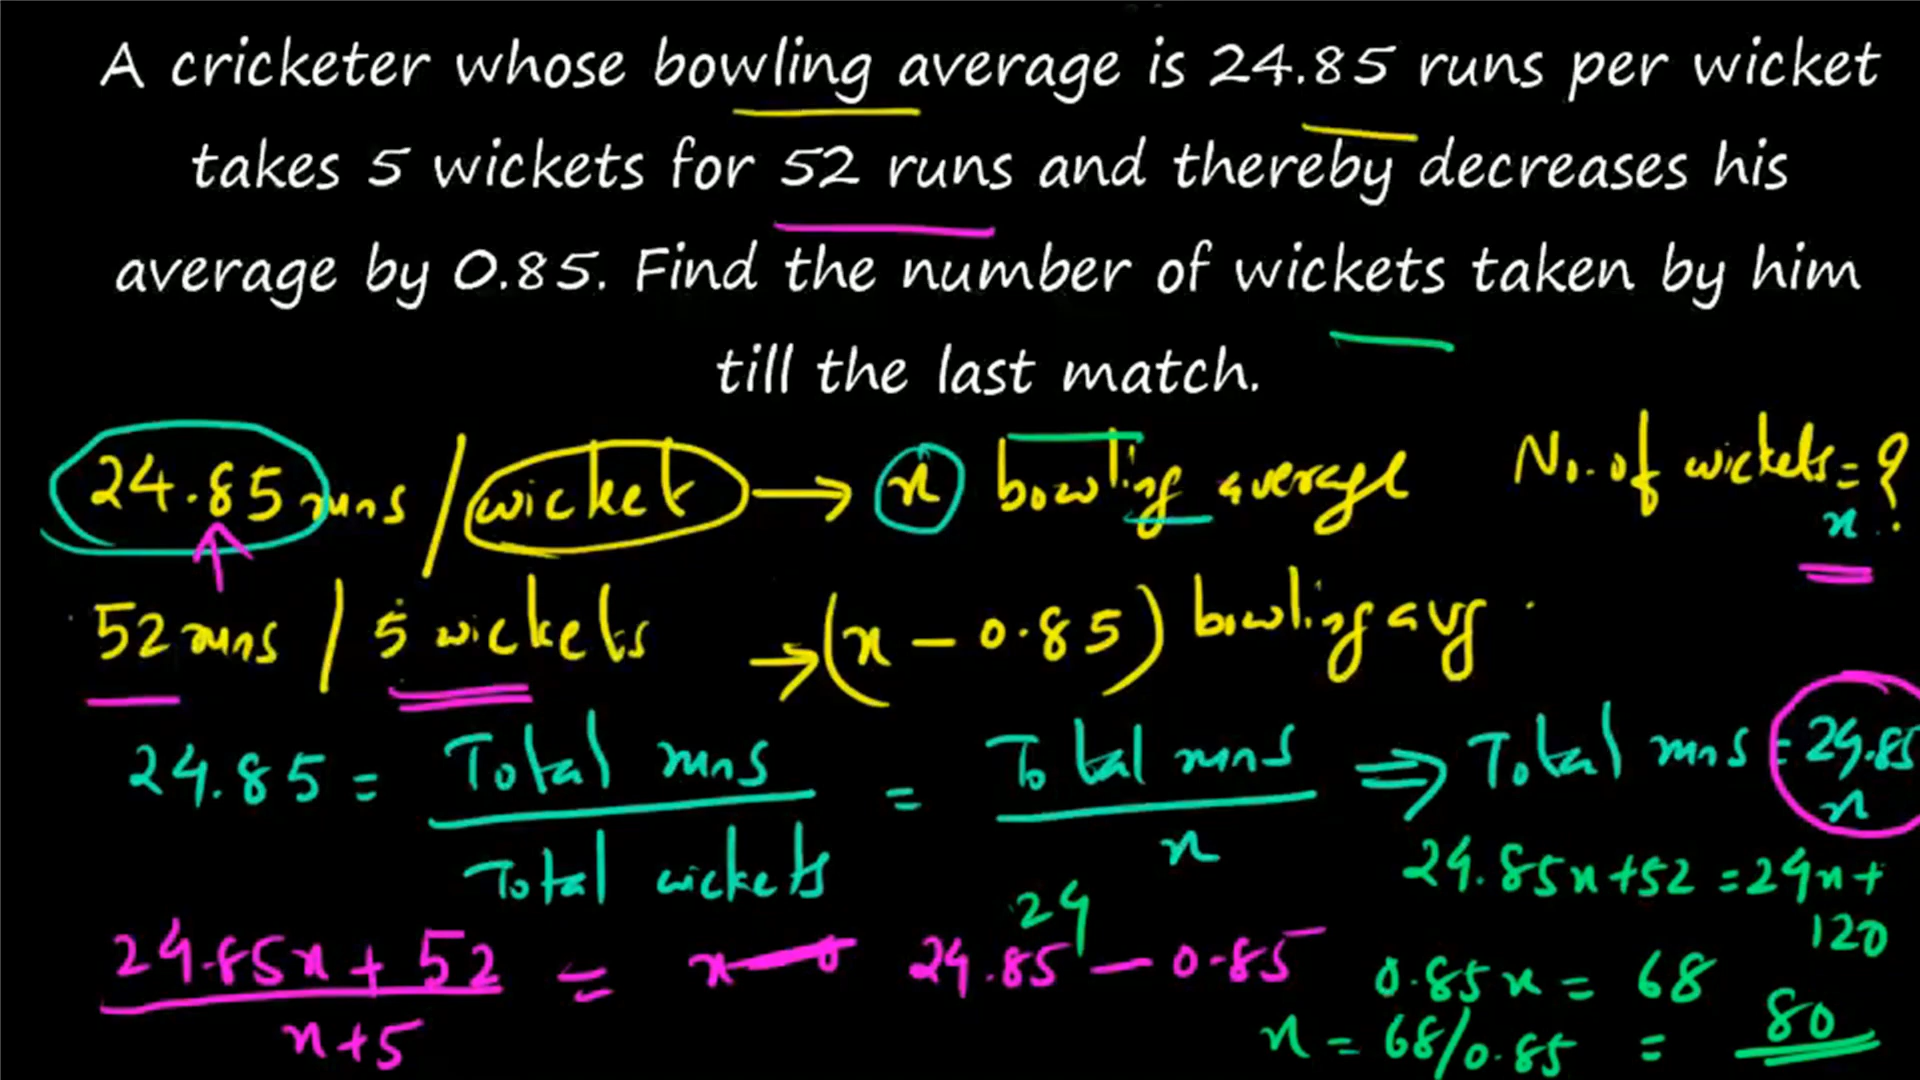 A cricketer whose bowling average is 24.85 runs per wicket
takes 5 wickets for 52 runs and thereby decreases his
average by 0.85. Find the number of wickets taken by him
till the last match.
24.85 runs / wicket → x bowling average No. of wickets = ?
x
52 runs / 5 wickets → (x - 0.85) bowling avg.
24.85 = Total runs / Total wickets = Total runs / x ⇒ Total runs = 24.85 x
24.85x + 52 = 24x + 120
24.85x + 52 / x + 5 = 24.85 - 0.85
24
0.85x = 68
x = 68/0.85 = 80